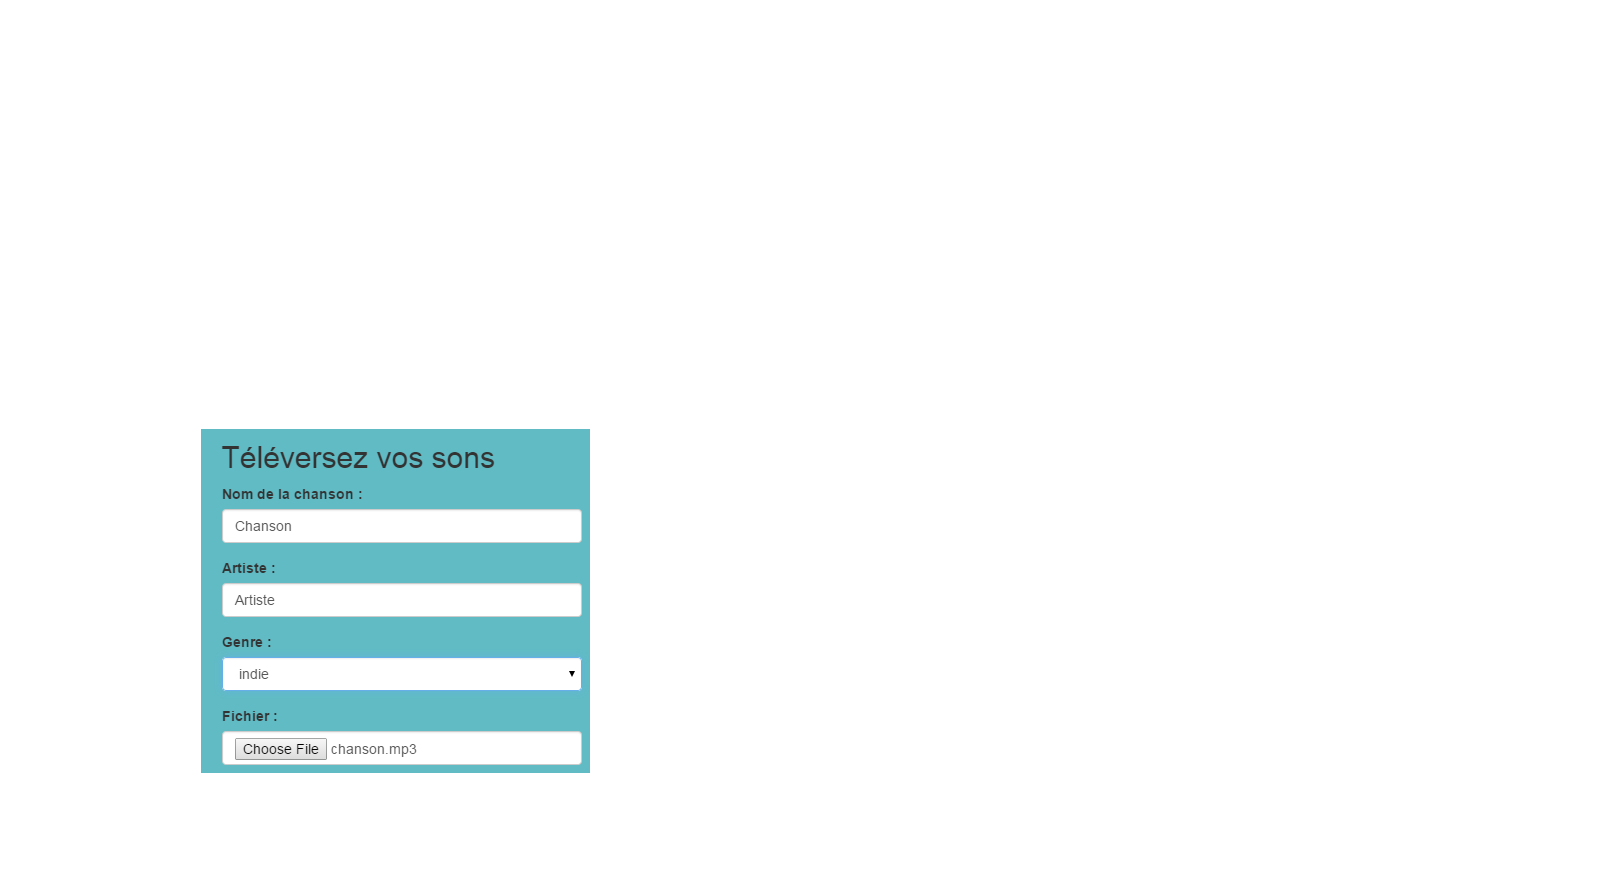 Téléversez vos sons
Nom de la chanson :
Chanson
Artiste :
Artiste
Genre :
indie
Fichier :
Choose File chanson.mp3